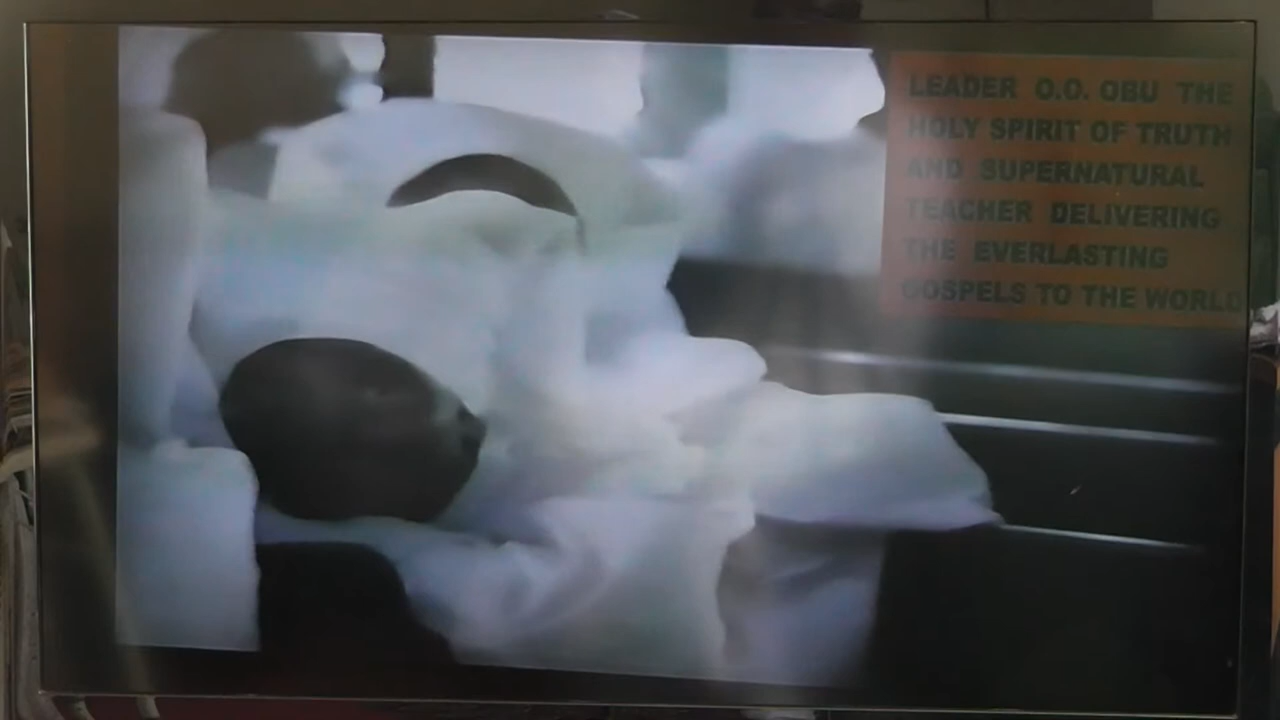 LEADER O.O. OBU THE
HOLY SPIRIT OF TRUTH
AND SUPERNATURAL
TEACHER DELIVERING
THE EVERLASTING
GOSPELS TO THE WORLD